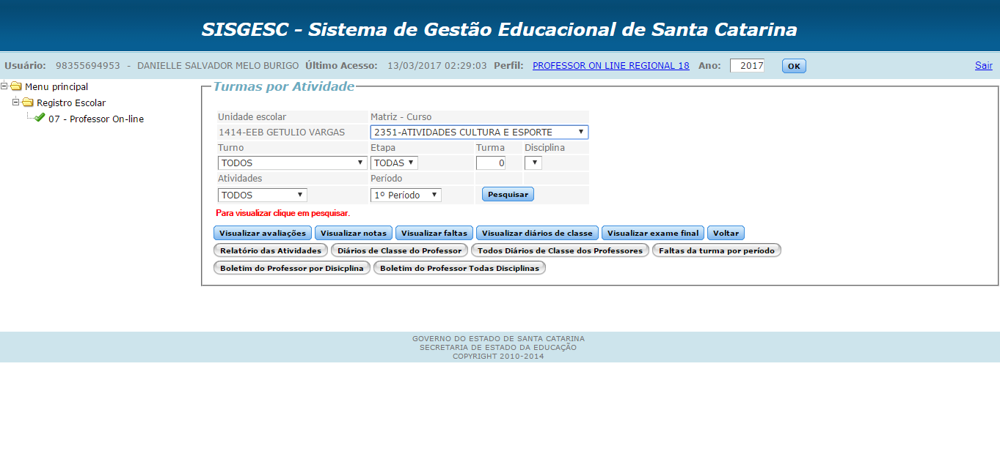 SISGESC - Sistema de Gestão Educacional de Santa Catarina
Usuário: 98355694953 - DANIELLE SALVADOR MELO BURIGO Último Acesso: 13/03/2017 02:29:03 Perfil: PROFESSOR ON LINE REGIONAL 18 Ano: 2017 OK Sair
Menu principal
Registro Escolar
07 - Professor On-line
Turmas por Atividade
Unidade escolar Matriz - Curso
1414-EEB GETULIO VARGAS 2351-ATIVIDADES CULTURA E ESPORTE
Turno Etapa Turma Disciplina
TODOS TODAS 0
Atividades Período
TODOS 1º Período Pesquisar
Para visualizar clique em pesquisar.
Visualizar avaliações Visualizar notas Visualizar faltas Visualizar diários de classe Visualizar exame final Voltar
Relatório das Atividades Diários de Classe do Professor Todos Diários de Classe dos Professores Faltas da turma por período
Boletim do Professor por Disicplina Boletim do Professor Todas Disciplinas
GOVERNO DO ESTADO DE SANTA CATARINA
SECRETARIA DE ESTADO DA EDUCAÇÃO
COPYRIGHT 2010-2014